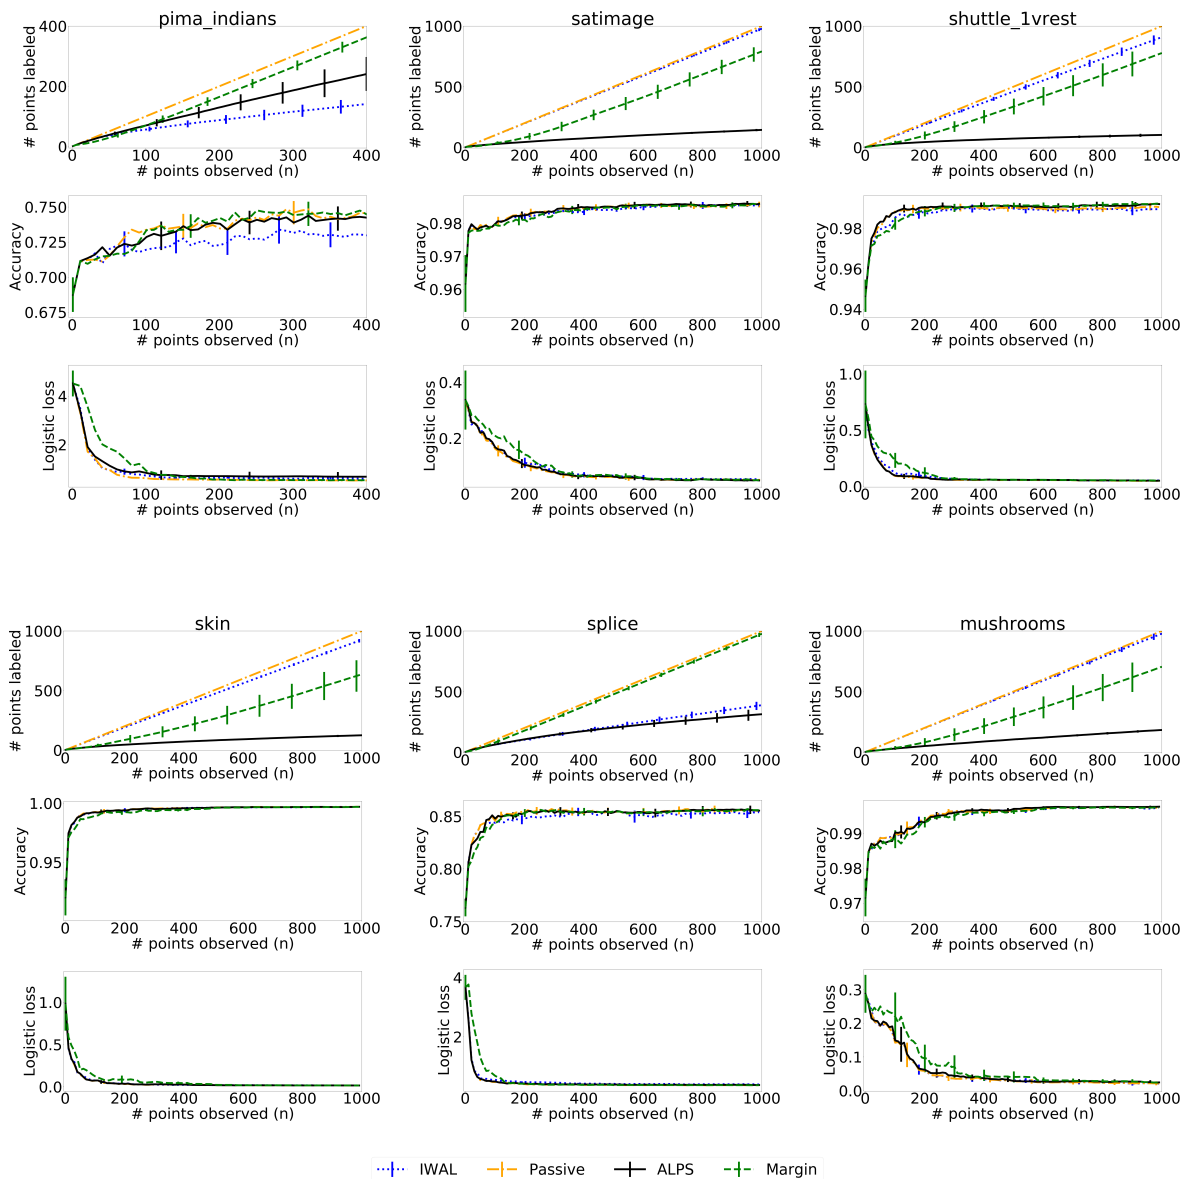 pima_indians
# points labeled
400
200
0
0 100 200 300 400
# points observed (n)
satimage
# points labeled
1000
500
0
0 200 400 600 800 1000
# points observed (n)
shuttle_1vrest
# points labeled
1000
500
0
0 200 400 600 800 1000
# points observed (n)
Accuracy
0.750
0.725
0.700
0.675
0 100 200 300 400
# points observed (n)
Accuracy
0.98
0.97
0.96
0 200 400 600 800 1000
# points observed (n)
Accuracy
0.98
0.96
0.94
0 200 400 600 800 1000
# points observed (n)
Logistic loss
4
2
0 100 200 300 400
# points observed (n)
Logistic loss
0.4
0.2
0 200 400 600 800 1000
# points observed (n)
Logistic loss
1.0
0.5
0.0
0 200 400 600 800 1000
# points observed (n)
skin
# points labeled
1000
500
0
0 200 400 600 800 1000
# points observed (n)
splice
# points labeled
1000
500
0
0 200 400 600 800 1000
# points observed (n)
mushrooms
# points labeled
1000
500
0
0 200 400 600 800 1000
# points observed (n)
Accuracy
1.00
0.95
0 200 400 600 800 1000
# points observed (n)
Accuracy
0.85
0.80
0.75
0 200 400 600 800 1000
# points observed (n)
Accuracy
0.99
0.98
0.97
0 200 400 600 800 1000
# points observed (n)
Logistic loss
1.0
0.5
0.0
0 200 400 600 800 1000
# points observed (n)
Logistic loss
4
2
0 200 400 600 800 1000
# points observed (n)
Logistic loss
0.3
0.2
0.1
0.0
0 200 400 600 800 1000
# points observed (n)
IWAL Passive ALPS Margin